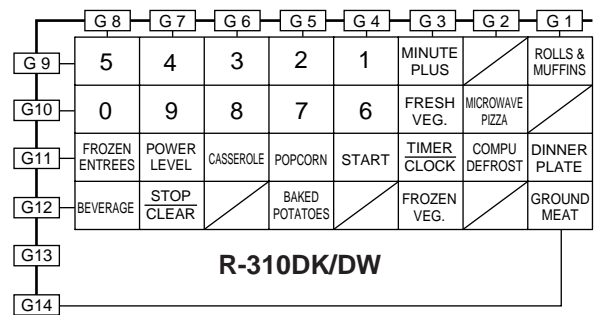 G 8 G 7 G 6 G 5 G 4 G 3 G 2 G 1
G 9 5 4 3 2 1 MINUTE PLUS ROLLS & MUFFINS
G10 0 9 8 7 6 FRESH VEG. MICROWAVE PIZZA
G11 FROZEN ENTREES POWER LEVEL CASSEROLE POPCORN START TIMER CLOCK COMPU DEFROST DINNER PLATE
G12 BEVERAGE STOP CLEAR BAKED POTATOES FROZEN VEG. GROUND MEAT
G13
R-310DK/DW
G14